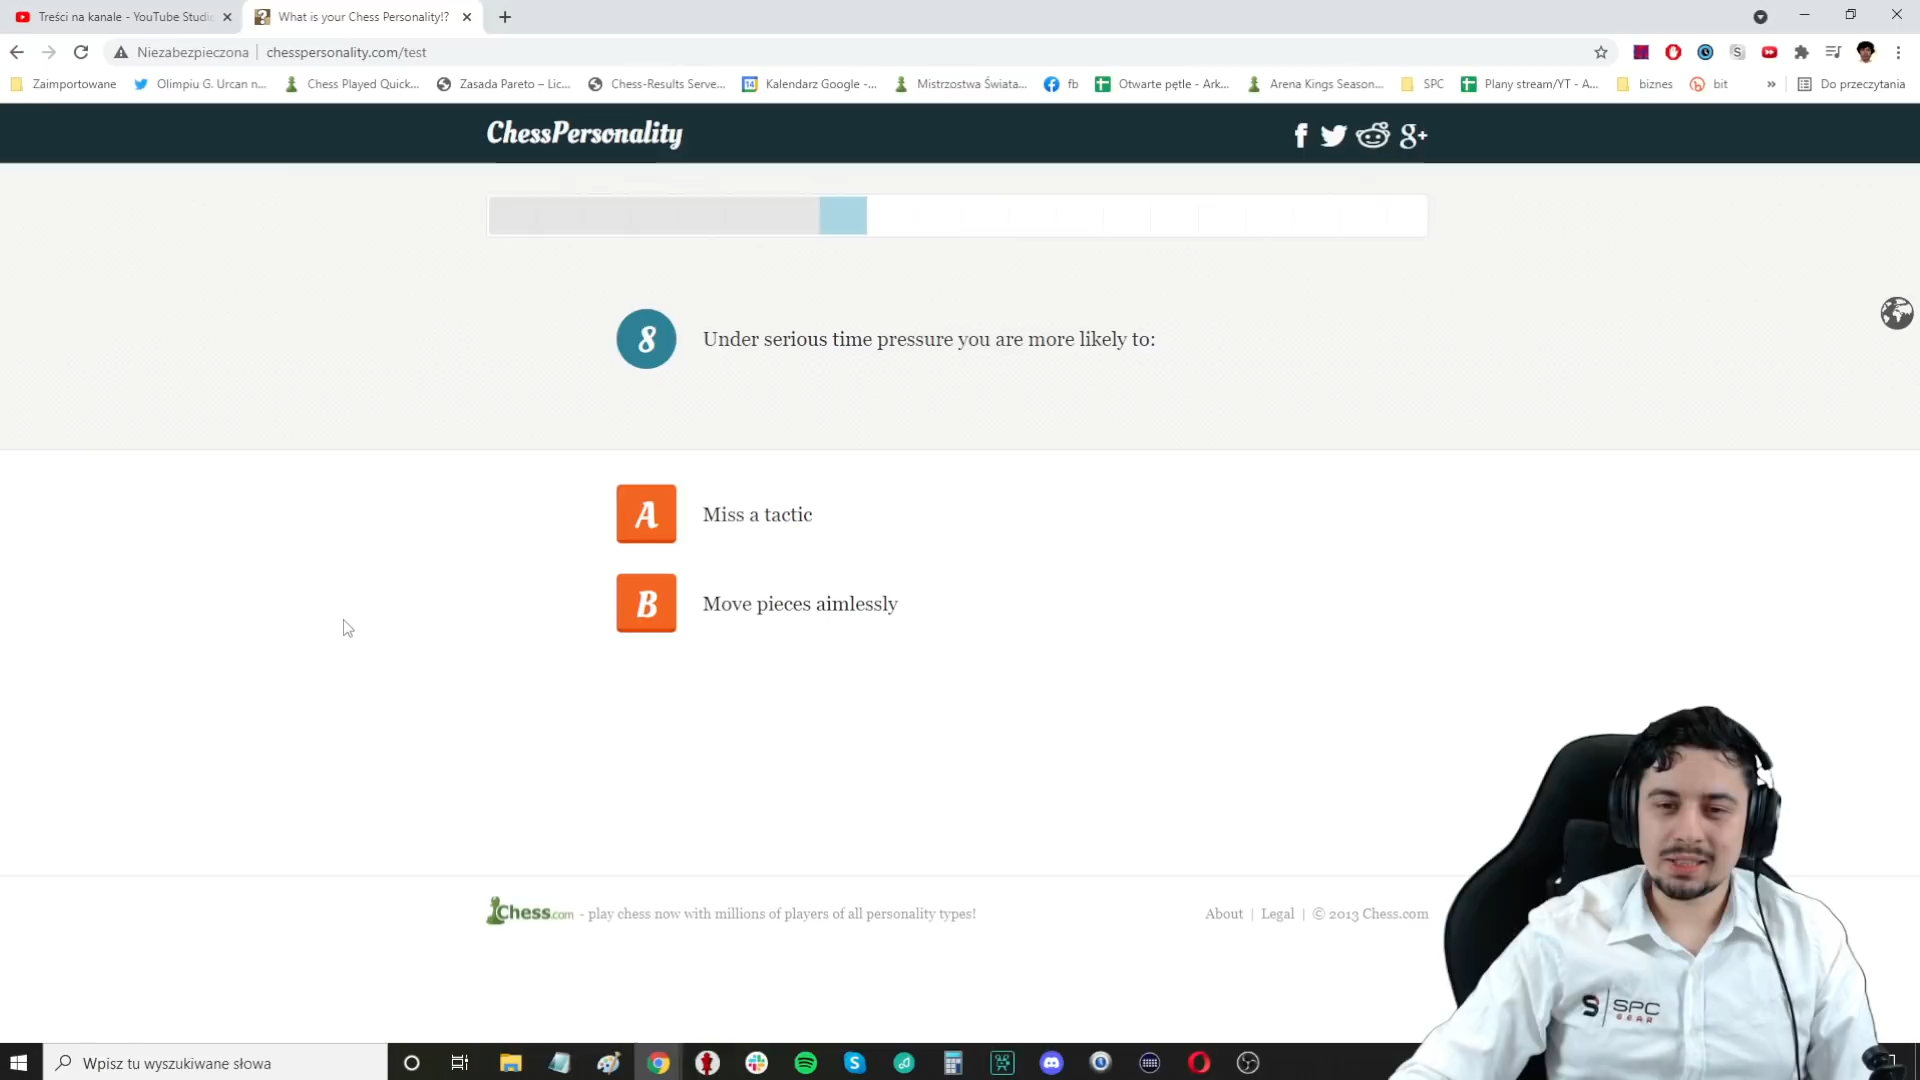 Treści na kanale - YouTube Studi
What is your Chess Personality!?
Niezabezpieczona
chesspersonality.com/test
Zaimportowane
Olimpiu G. Urcan n...
Chess Played Quick...
Zasada Pareto – Lic...
Chess-Results Serve...
14
Kalendarz Google -...
Mistrzostwa Świata...
fb
Otwarte pętle - Ark...
Arena Kings Season...
SPC
Plany stream/YT - A...
biznes
bit
»
Do przeczytania
ChessPersonality
8
Under serious time pressure you are more likely to:
A
Miss a tactic
B
Move pieces aimlessly
Chess.com - play chess now with millions of players of all personality types!
About | Legal | © 2013 Chess.com
S SPC
GEAR
Wpisz tu wyszukiwane słowa